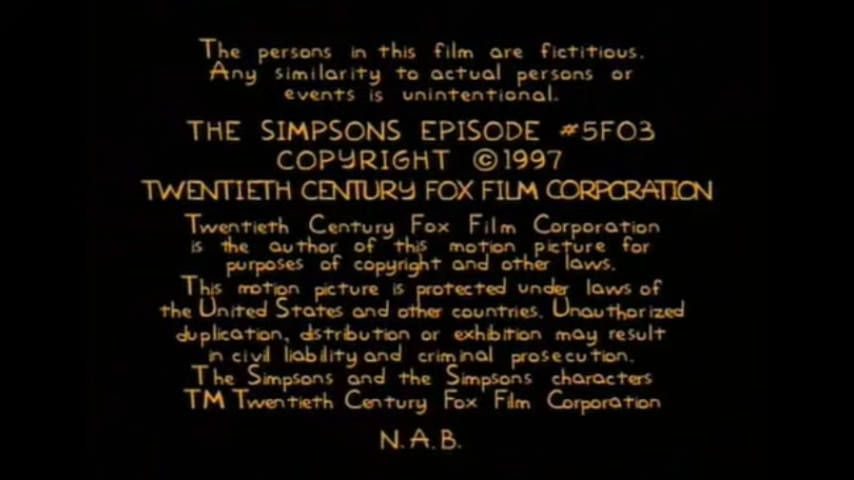 The persons in this film are fictitious.
Any similarity to actual persons or
events is unintentional.
THE SIMPSONS EPISODE #5F03
COPYRIGHT ©1997
TWENTIETH CENTURY FOX FILM CORPORATION
Twentieth Century Fox Film Corporation
is the author of this motion picture for
purposes of copyright and other laws.
This motion picture is protected under laws of
the United States and other countries. Unauthorized
duplication, distribution or exhibition may result
in civil liability and criminal prosecution.
The Simpsons and the Simpsons characters
TM Twentieth Century Fox Film Corporation
N.A.B.